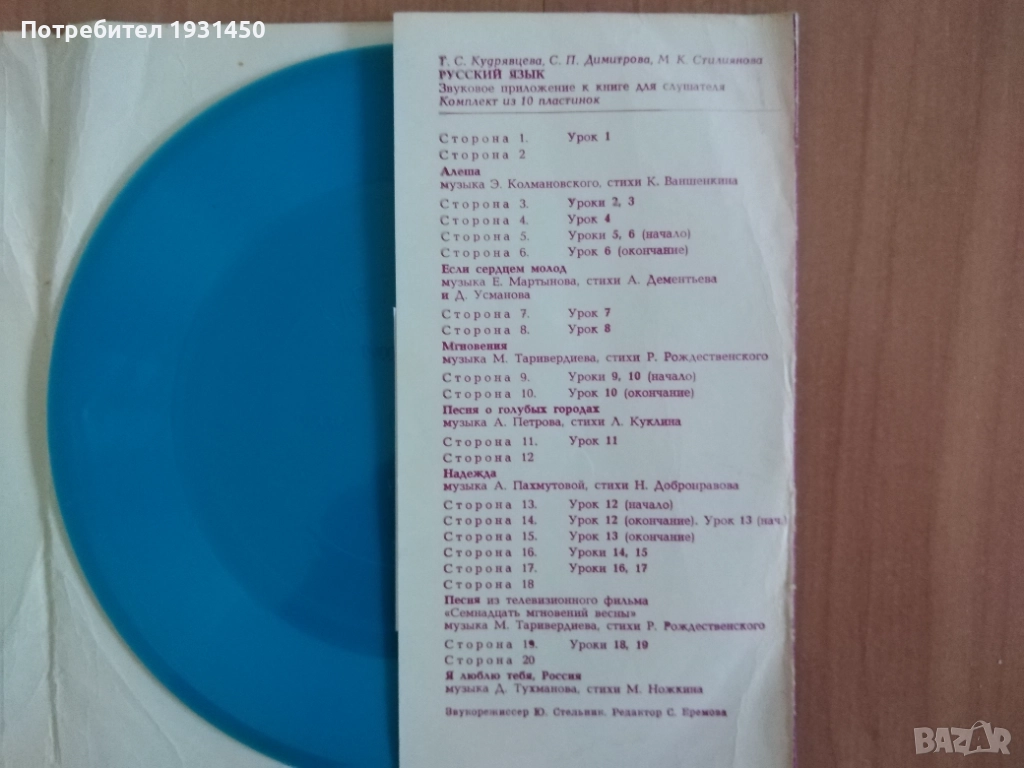 Потребител 1931450
Т. С. Кудрявцева, С. П. Димитрова, М. К. Стилиянова
РУССКИЙ ЯЗЫК
Звуковое приложение к книге для слушателя
Комплект из 10 пластинок
Сторона 1. Урок 1
Сторона 2
Алеша
музыка Э. Колмановского, стихи К. Ваншенкина
Сторона 3. Уроки 2, 3
Сторона 4. Урок 4
Сторона 5. Уроки 5, 6 (начало)
Сторона 6. Урок 6 (окончание)
Если сердцем молод
музыка Е. Мартынова, стихи А. Дементьева
и Д. Усманова
Сторона 7. Урок 7
Сторона 8. Урок 8
Мгновения
музыка М. Таривердиева, стихи Р. Рождественского
Сторона 9. Уроки 9, 10 (начало)
Сторона 10. Урок 10 (окончание)
Песня о голубых городах
музыка А. Петрова, стихи Л. Куклина
Сторона 11. Урок 11
Сторона 12
Надежда
музыка А. Пахмутовой, стихи Н. Добронравова
Сторона 13. Урок 12 (начало)
Сторона 14. Урок 12 (окончание). Урок 13 (нач.)
Сторона 15. Урок 13 (окончание)
Сторона 16. Уроки 14, 15
Сторона 17. Уроки 16, 17
Сторона 18
Песня из телевизионного фильма
«Семнадцать мгновений весны»
музыка М. Таривердиева, стихи Р. Рождественского
Сторона 19. Уроки 18, 19
Сторона 20
Я люблю тебя, Россия
музыка Д. Тухманова, стихи М. Ножкина
Звукорежиссер Ю. Стельник. Редактор С. Еремова
BAZAR